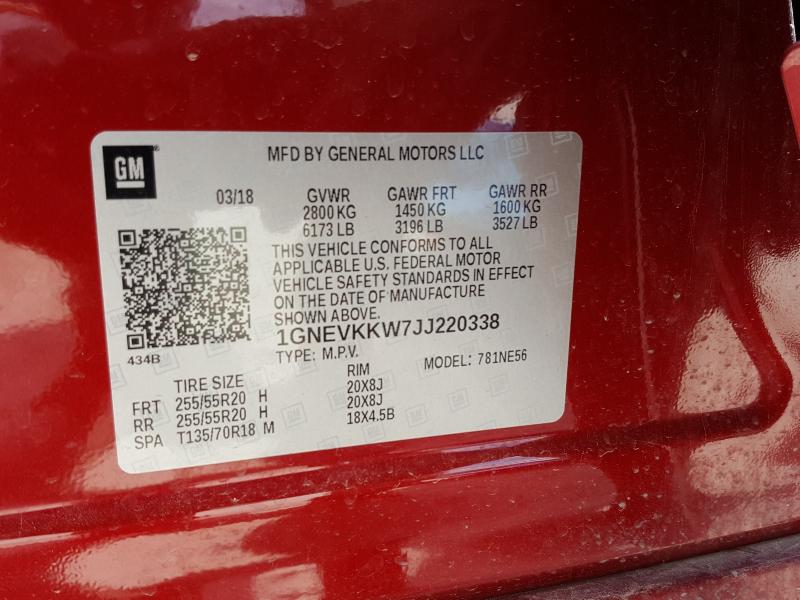 GM
MFD BY GENERAL MOTORS LLC
03/18 GVWR GAWR FRT GAWR RR
2800 KG 1450 KG 1600 KG
6173 LB 3196 LB 3527 LB
THIS VEHICLE CONFORMS TO ALL
APPLICABLE U.S. FEDERAL MOTOR
VEHICLE SAFETY STANDARDS IN EFFECT
ON THE DATE OF MANUFACTURE
SHOWN ABOVE.
1GNEVKKW7JJ220338
434B
TYPE: M.P.V. MODEL: 781NE56
TIRE SIZE RIM
FRT 255/55R20 H 20X8J
RR 255/55R20 H 20X8J
SPA T135/70R18 M 18X4.5B